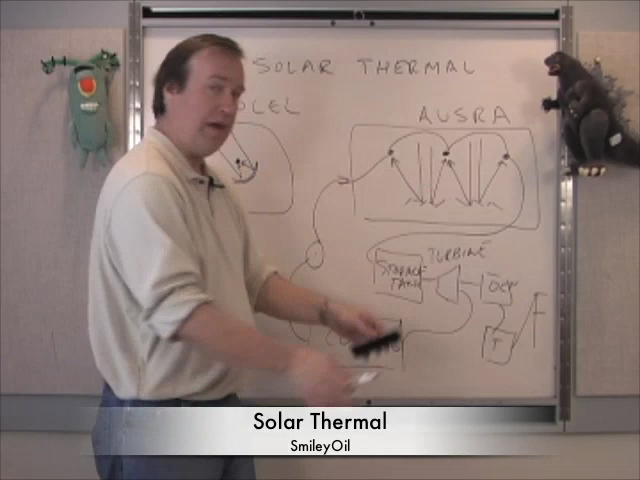 SOLAR THERMAL
AUSRA
TURBINE
STORAGE
TANK
T
Solar Thermal
SmileyOil